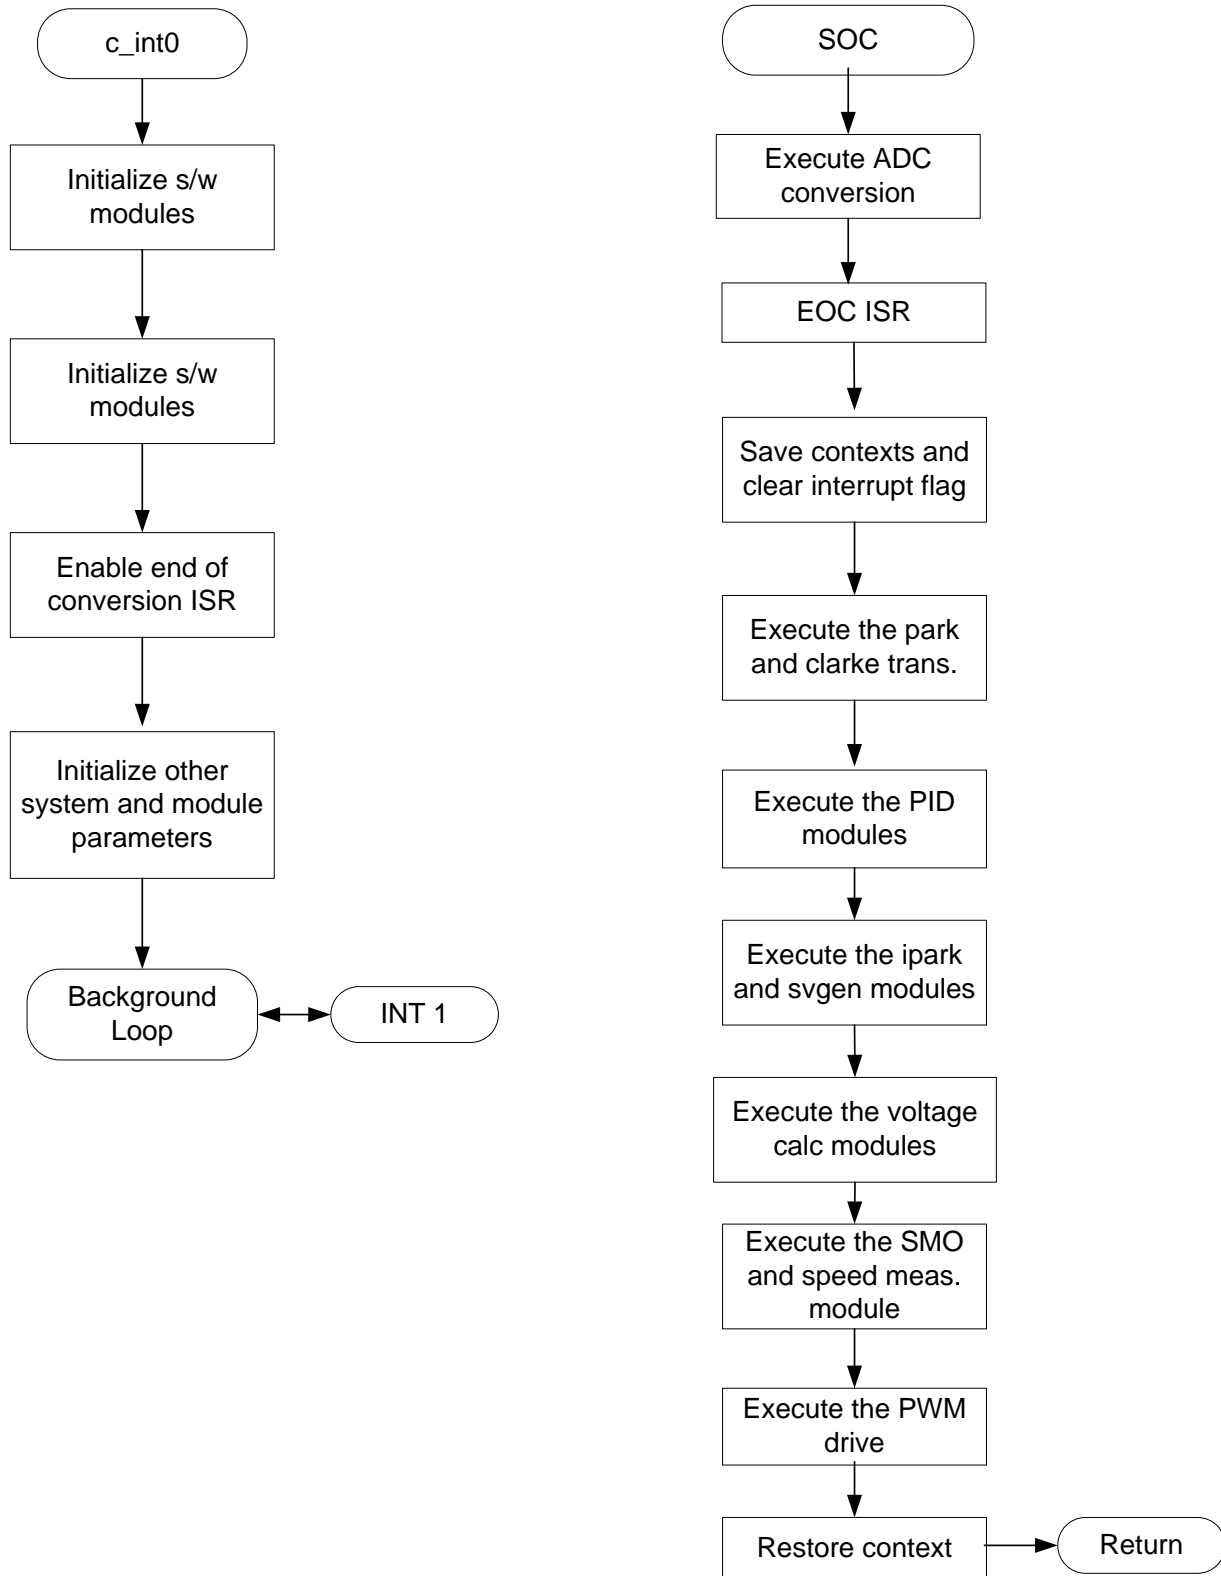 c_int0
Initialize s/w
modules
Initialize s/w
modules
Enable end of
conversion ISR
Initialize other
system and module
parameters
Background
Loop
INT 1
SOC
Execute ADC
conversion
EOC ISR
Save contexts and
clear interrupt flag
Execute the park
and clarke trans.
Execute the PID
modules
Execute the ipark
and svgen modules
Execute the voltage
calc modules
Execute the SMO
and speed meas.
module
Execute the PWM
drive
Restore context
Return